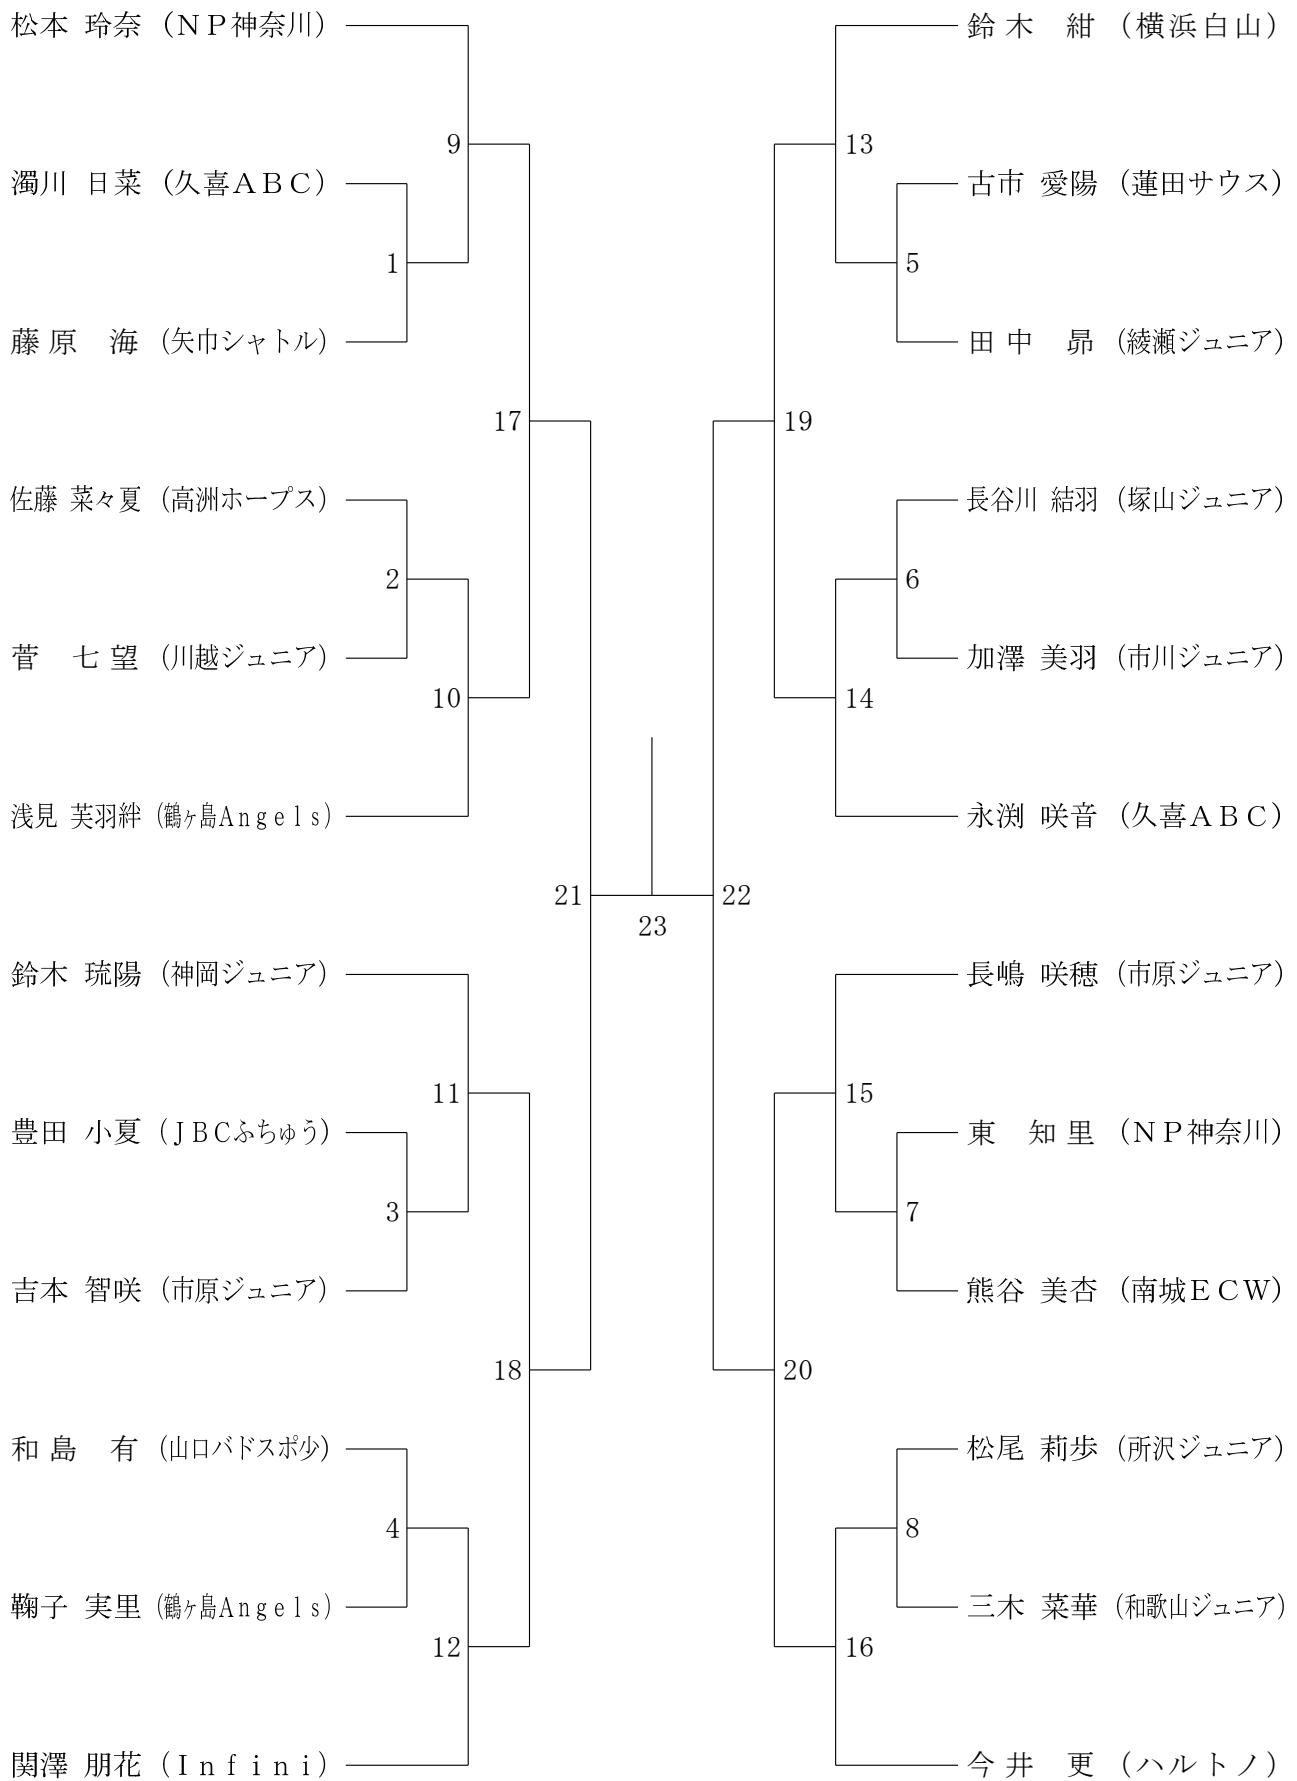 松本 玲奈 (ＮＰ神奈川)
9
濁川 日菜 (久喜ＡＢＣ)
1
藤原 海 (矢巾シャトル)
17
佐藤 菜々夏 (高洲ホープス)
2
菅 七望 (川越ジュニア)
10
浅見 芙羽絆 (鶴ヶ島Ａｎｇｅｌｓ)
21
鈴木 琉陽 (神岡ジュニア)
11
豊田 小夏 (ＪＢＣふちゅう)
3
吉本 智咲 (市原ジュニア)
18
和島 有 (山口バドスポ少)
4
鞠子 実里 (鶴ヶ島Ａｎｇｅｌｓ)
12
関澤 朋花 (Ｉｎｆｉｎｉ)
23
鈴木 紺 (横浜白山)
13
古市 愛陽 (蓮田サウス)
5
田中 昴 (綾瀬ジュニア)
19
長谷川 結羽 (塚山ジュニア)
6
加澤 美羽 (市川ジュニア)
14
永渕 咲音 (久喜ＡＢＣ)
22
長嶋 咲穂 (市原ジュニア)
15
東 知里 (ＮＰ神奈川)
7
熊谷 美杏 (南城ＥＣＷ)
20
松尾 莉歩 (所沢ジュニア)
8
三木 菜華 (和歌山ジュニア)
16
今井 更 (ハルトノ)